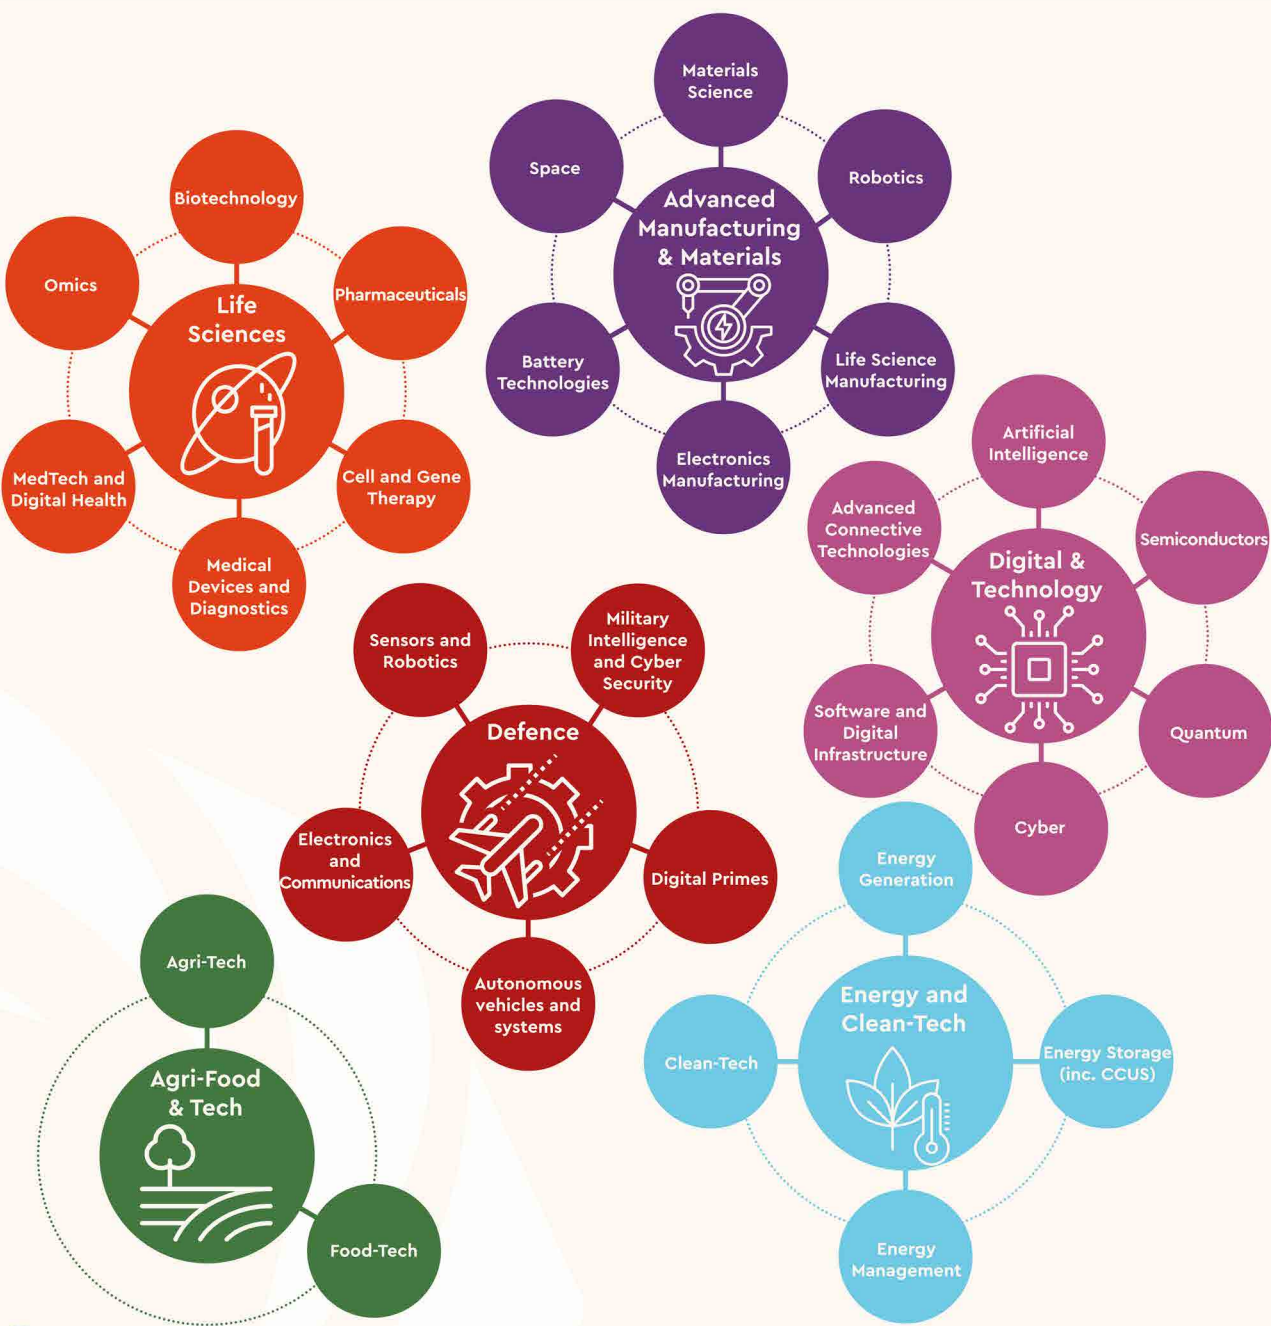 Materials
Science
Space
Robotics
Advanced
Manufacturing
& Materials
Battery
Technologies
Life Science
Manufacturing
Electronics
Manufacturing
Biotechnology
Omics
Pharmaceuticals
Life
Sciences
MedTech and
Digital Health
Cell and Gene
Therapy
Medical
Devices and
Diagnostics
Artificial
Intelligence
Advanced
Connective
Technologies
Semiconductors
Digital &
Technology
Software and
Digital
Infrastructure
Quantum
Cyber
Sensors and
Robotics
Military
Intelligence
and Cyber
Security
Defence
Electronics
and
Communications
Digital Primes
Autonomous
vehicles and
systems
Energy
Generation
Energy and
Clean-Tech
Clean-Tech
Energy Storage
(inc. CCUS)
Energy
Management
Agri-Tech
Agri-Food
& Tech
Food-Tech